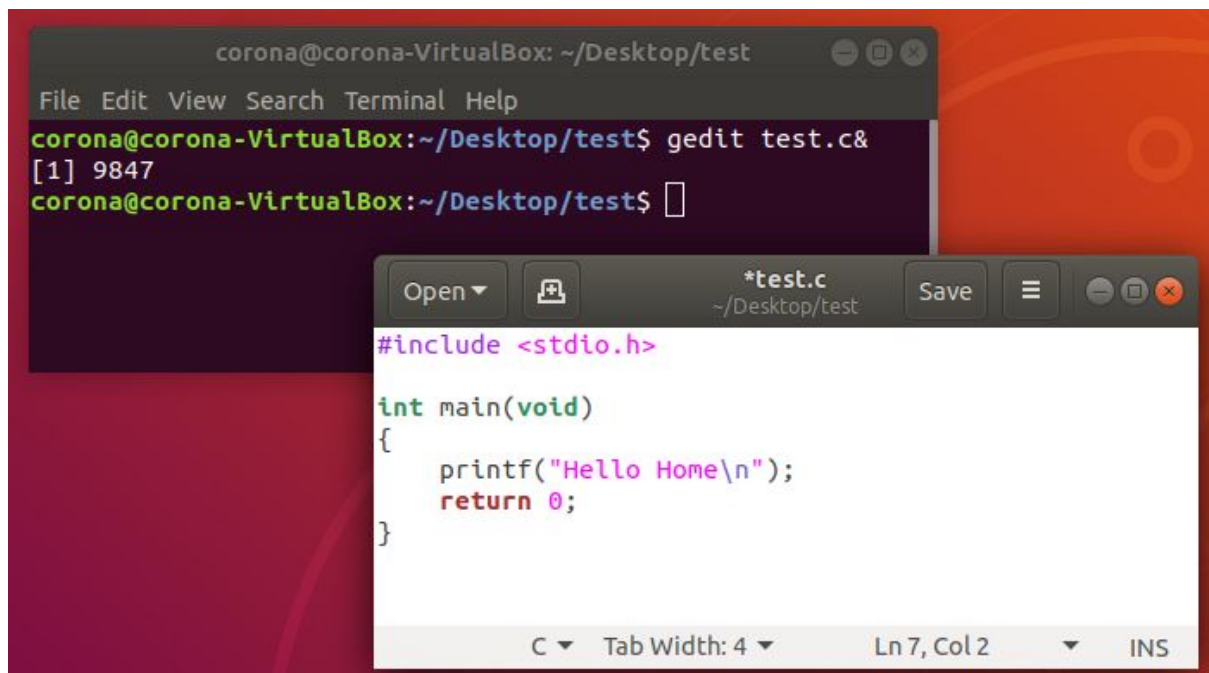 corona@corona-VirtualBox: ~/Desktop/test
File Edit View Search Terminal Help
corona@corona-VirtualBox:~/Desktop/test$ gedit test.c&
[1] 9847
corona@corona-VirtualBox:~/Desktop/test$
Open *test.c Save
~/Desktop/test
#include <stdio.h>
int main(void)
{
    printf("Hello Home\n");
    return 0;
}
C Tab Width: 4 Ln 7, Col 2 INS